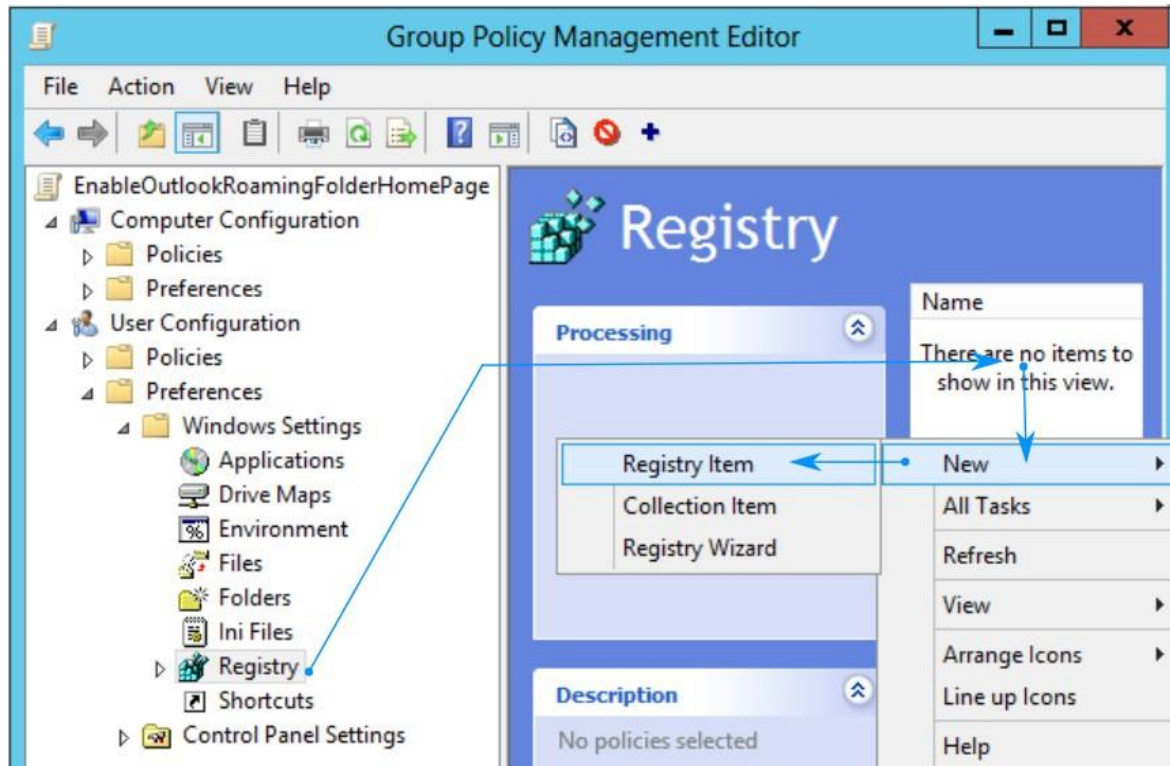 Group Policy Management Editor
File Action View Help
EnableOutlookRoamingFolderHomePage
Computer Configuration
Policies
Preferences
User Configuration
Policies
Preferences
Windows Settings
Applications
Drive Maps
Environment
Files
Folders
Ini Files
Registry
Shortcuts
Control Panel Settings
Registry
Processing
Name
There are no items to
show in this view.
Registry Item
Collection Item
Registry Wizard
New
All Tasks
Refresh
View
Arrange Icons
Line up Icons
Help
Description
No policies selected